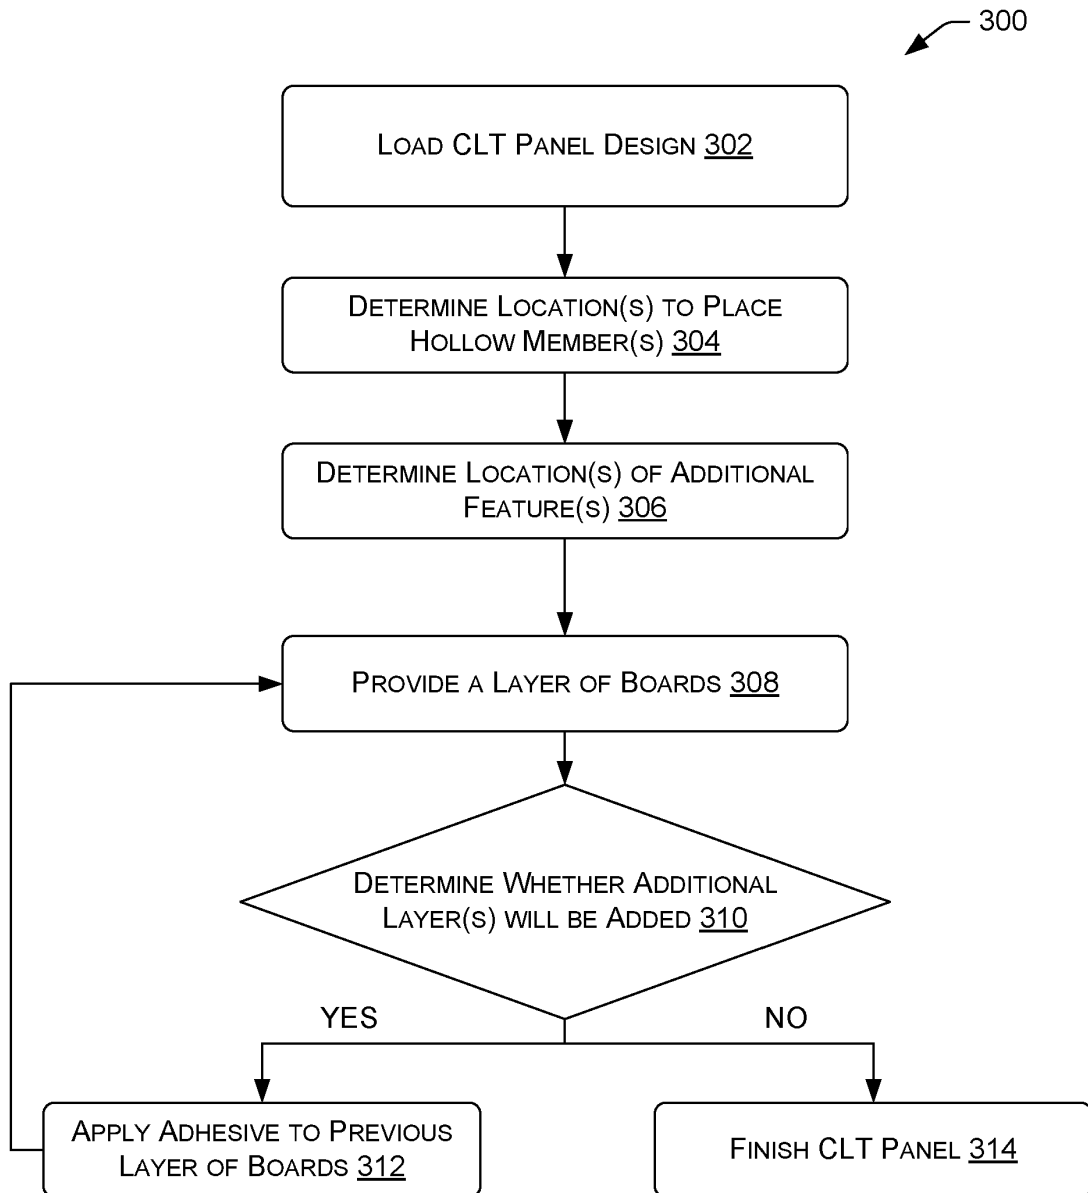 300
LOAD CLT PANEL DESIGN 302
DETERMINE LOCATION(S) TO PLACE
HOLLOW MEMBER(S) 304
DETERMINE LOCATION(S) OF ADDITIONAL
FEATURE(S) 306
PROVIDE A LAYER OF BOARDS 308
DETERMINE WHETHER ADDITIONAL
LAYER(S) WILL BE ADDED 310
YES
NO
APPLY ADHESIVE TO PREVIOUS
LAYER OF BOARDS 312
FINISH CLT PANEL 314